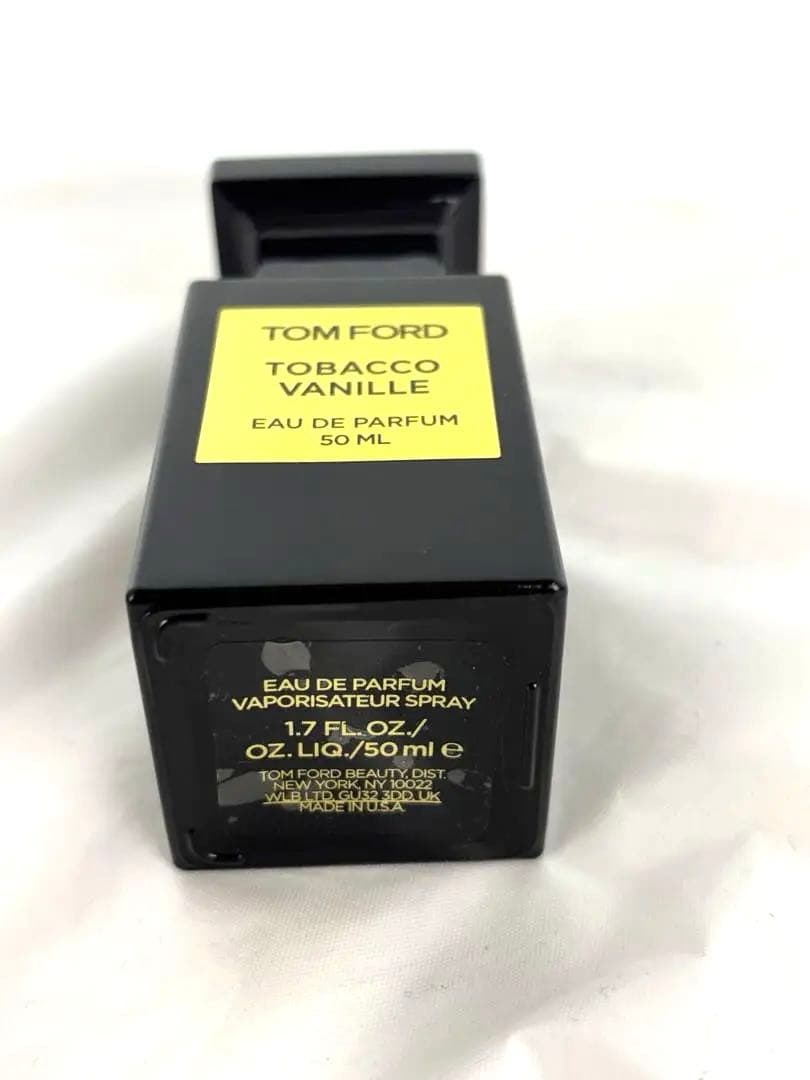 TOM FORD
TOBACCO
VANILLE
EAU DE PARFUM
50 ML
EAU DE PARFUM
VAPORISATEUR SPRAY
1.7 FL. OZ./
OZ. LIQ./50 ml ℮
TOM FORD BEAUTY, DIST.
NEW YORK, NY 10022
WLB LTD, GU32 3DD, UK
MADE IN U.S.A.